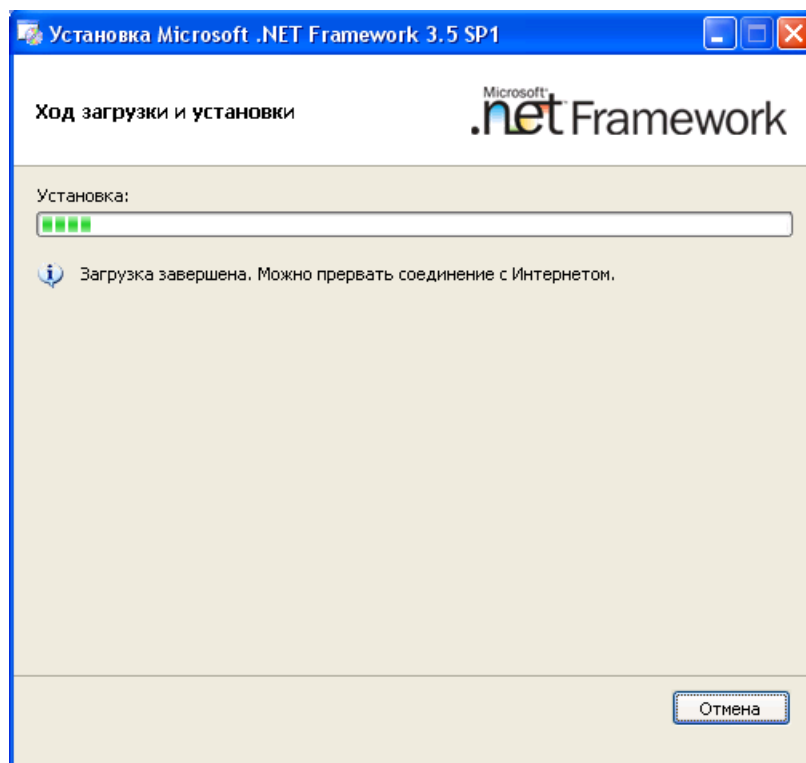 Установка Microsoft .NET Framework 3.5 SP1
Ход загрузки и установки
Microsoft
.net Framework
Установка:
Загрузка завершена. Можно прервать соединение с Интернетом.
Отмена